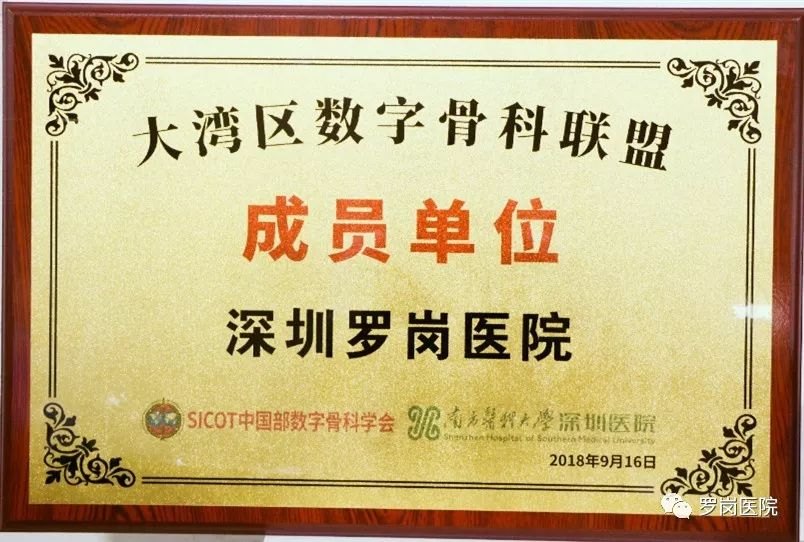 大湾区数字骨科联盟
成员单位
深圳罗岗医院
SICOT中国部数字骨科学会 南方醫科大學深圳医院
Shenzhen Hospital of Southern Medical University
2018年9月16日
罗岗医院